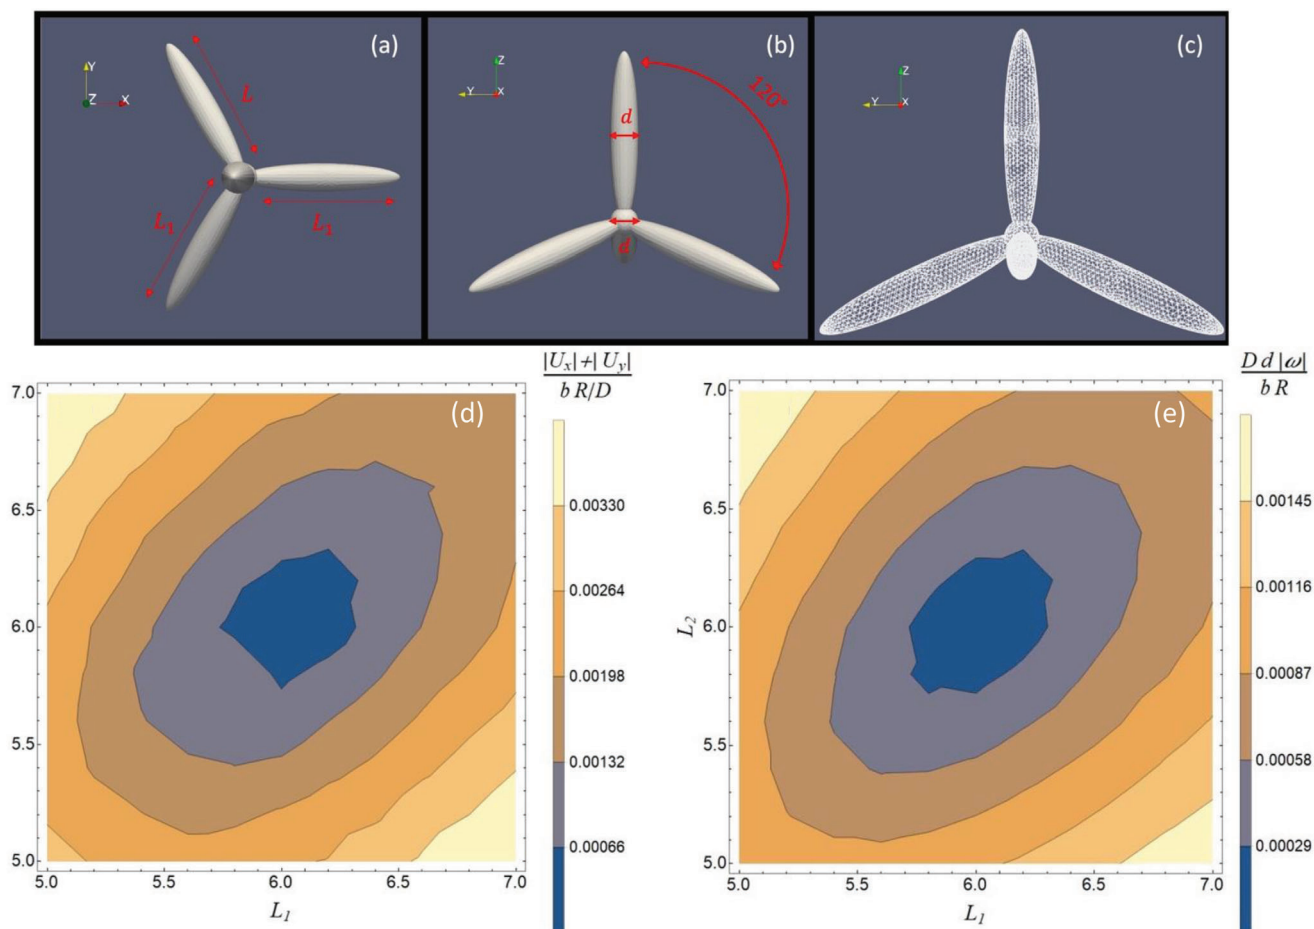 (a)
Y
Z
X
L
L₁
L₁
(b)
Z
Y
X
120°
d
d
(c)
Z
Y
X
|Uₓ|+|U_y|
b R/D
(d)
7.0
6.5
6.0
5.5
5.0
5.0
5.5
6.0
6.5
7.0
L₁
0.00330
0.00264
0.00198
0.00132
0.00066
D d |ω|
b R
(e)
7.0
6.5
6.0
5.5
5.0
L₂
5.0
5.5
6.0
6.5
7.0
L₁
0.00145
0.00116
0.00087
0.00058
0.00029